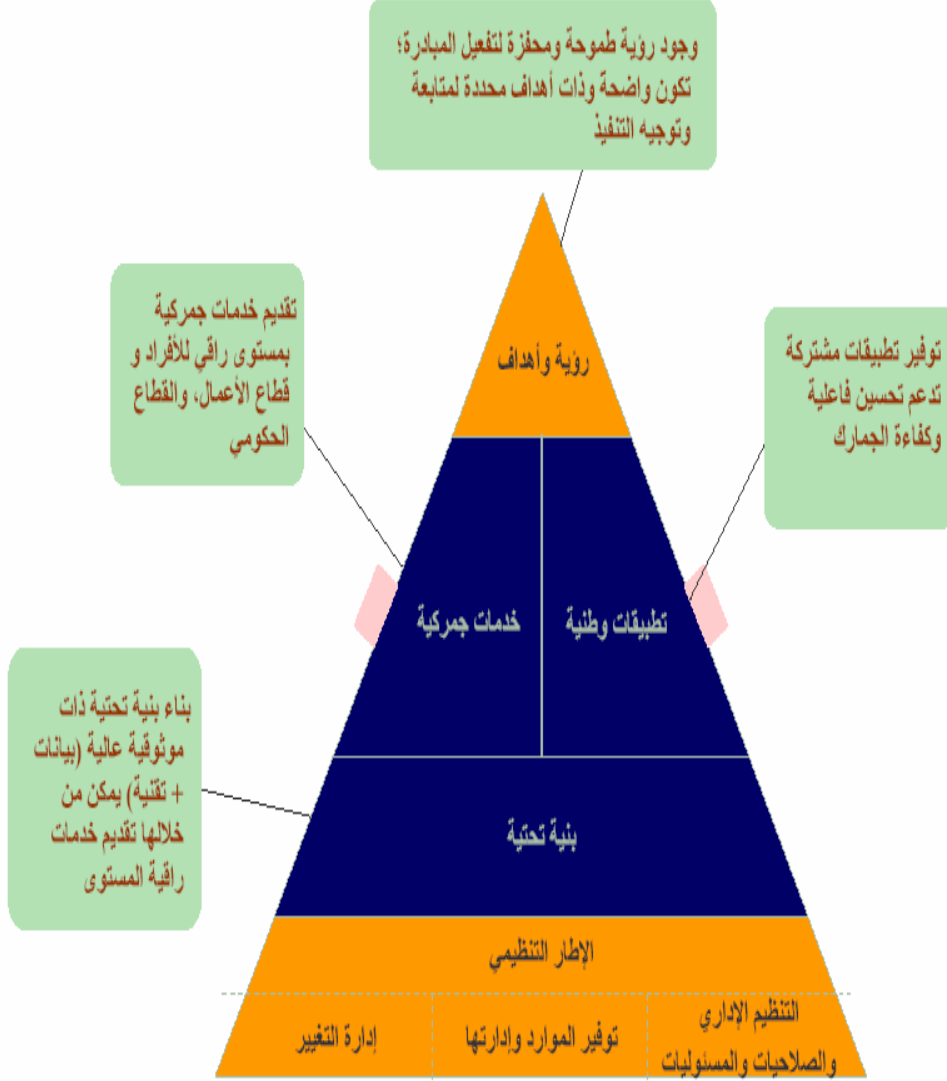 وجود رؤية طموحة ومحفزة لتفعيل المبادرة؛
تكون واضحة وذات أهداف محددة لمتابعة
وتوجيه التنفيذ
تقديم خدمات جمركية
بمستوى راقي للأفراد و
قطاع الأعمال، والقطاع
الحكومي
توفير تطبيقات مشتركة
تدعم تحسين فاعلية
وكفاءة الجمارك
رؤية وأهداف
تطبيقات وطنية
خدمات جمركية
بناء بنية تحتية ذات
موثوقية عالية (بيانات
+ تقنية) يمكن من
خلالها تقديم خدمات
راقية المستوى
بنية تحتية
الإطار التنظيمي
التنظيم الإداري
والصلاحيات والمسئوليات
توفير الموارد وإدارتها
إدارة التغيير